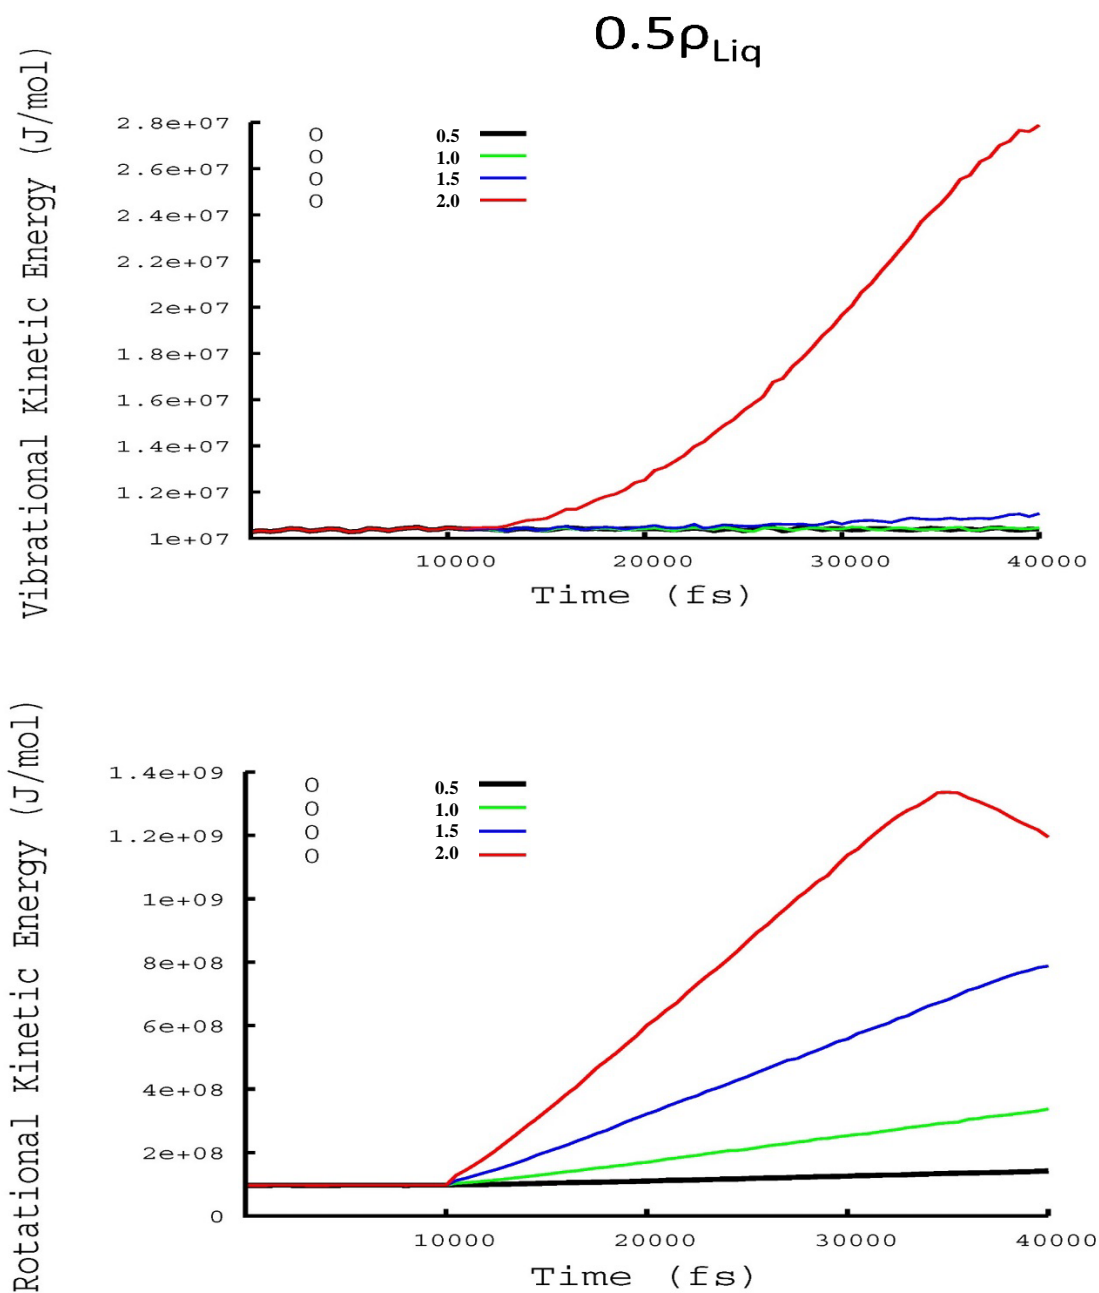 0.5ρLiq
Vibrational Kinetic Energy (J/mol)
2.8e+07
2.6e+07
2.4e+07
2.2e+07
2e+07
1.8e+07
1.6e+07
1.4e+07
1.2e+07
1e+07
O 0.5
O 1.0
O 1.5
O 2.0
10000 20000 30000 40000
Time (fs)
Rotational Kinetic Energy (J/mol)
1.4e+09
1.2e+09
1e+09
8e+08
6e+08
4e+08
2e+08
0
O 0.5
O 1.0
O 1.5
O 2.0
10000 20000 30000 40000
Time (fs)